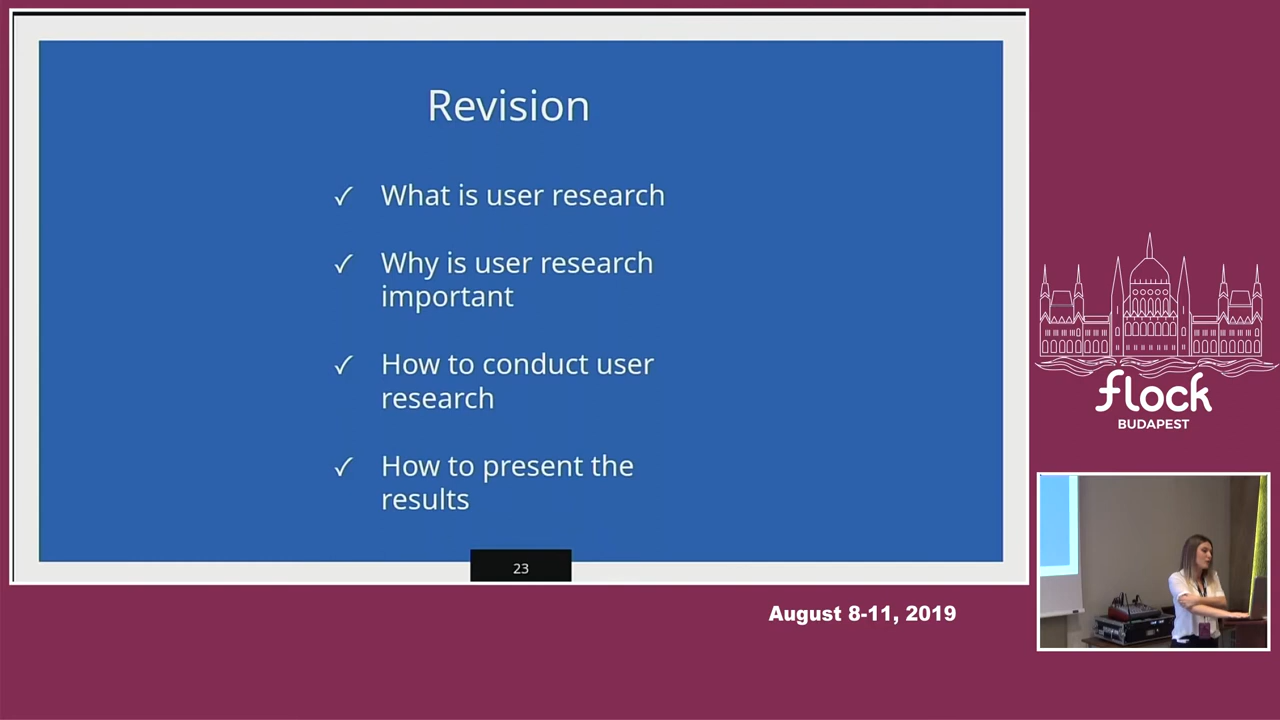 Revision
✓ What is user research
✓ Why is user research
important
✓ How to conduct user
research
✓ How to present the
results
23
flock
BUDAPEST
August 8-11, 2019